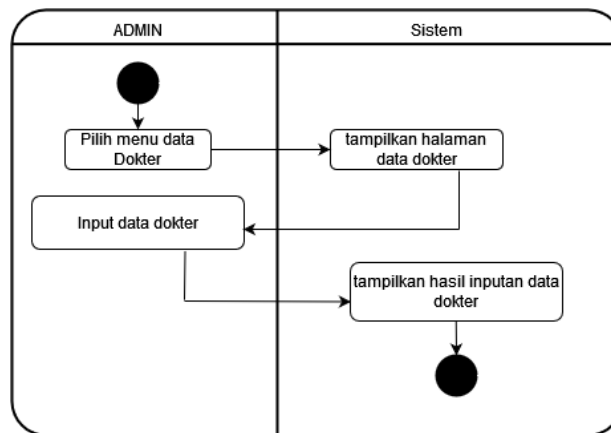 ADMIN
Sistem
Pilih menu data
Dokter
tampilkan halaman
data dokter
Input data dokter
tampilkan hasil inputan data
dokter